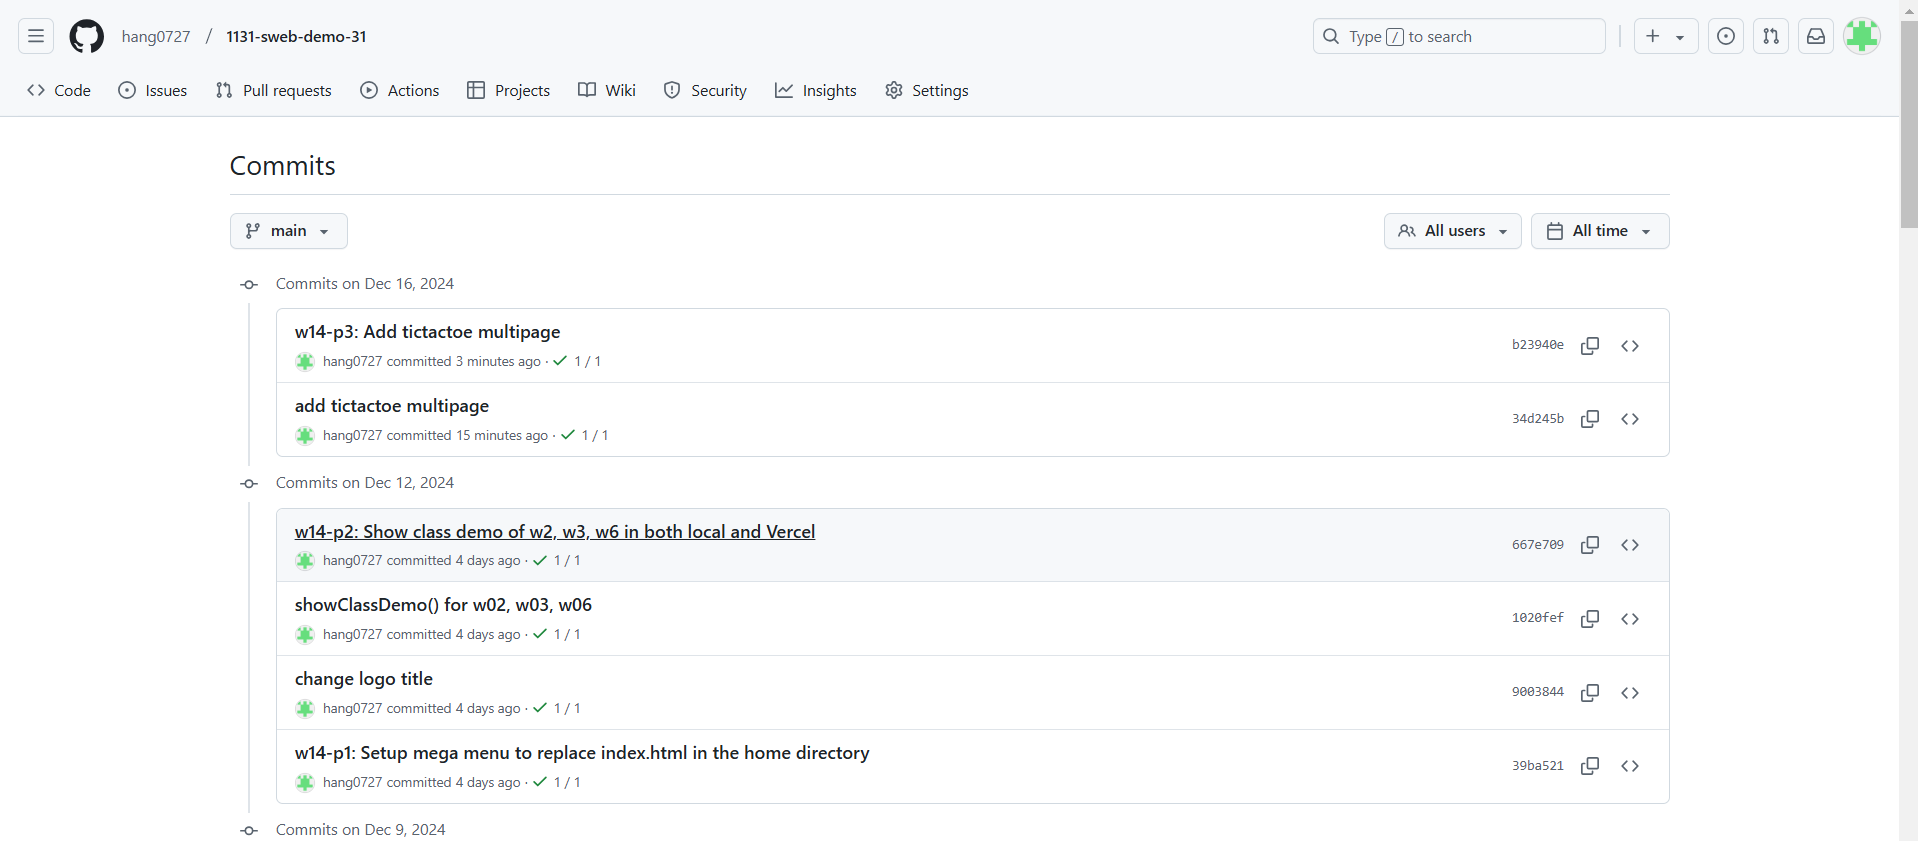 hang0727 / 1131-sweb-demo-31
Type / to search
Code Issues Pull requests Actions Projects Wiki Security Insights Settings
Commits
main
All users All time
Commits on Dec 16, 2024
w14-p3: Add tictactoe multipage
hang0727 committed 3 minutes ago · 1 / 1
b23940e
add tictactoe multipage
hang0727 committed 15 minutes ago · 1 / 1
34d245b
Commits on Dec 12, 2024
w14-p2: Show class demo of w2, w3, w6 in both local and Vercel
hang0727 committed 4 days ago · 1 / 1
667e709
showClassDemo() for w02, w03, w06
hang0727 committed 4 days ago · 1 / 1
1020fef
change logo title
hang0727 committed 4 days ago · 1 / 1
9003844
w14-p1: Setup mega menu to replace index.html in the home directory
hang0727 committed 4 days ago · 1 / 1
39ba521
Commits on Dec 9, 2024